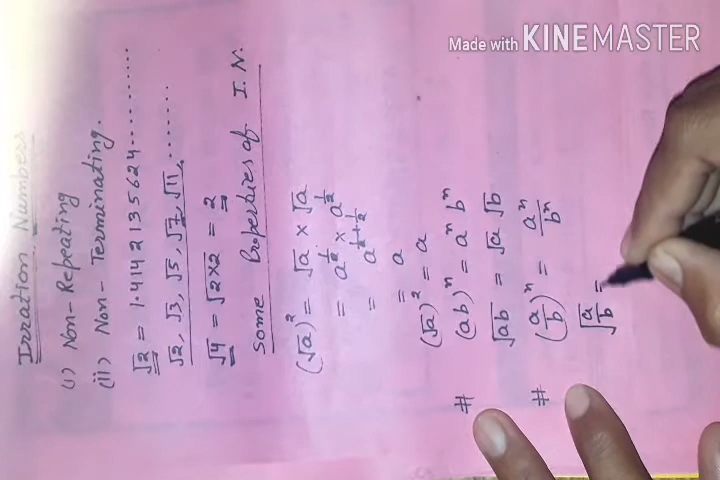 Made with KINEMASTER
Irration Numbers
(i) Non-Repeating
(ii) Non-Terminating.
√2 = 1.4142135624..........
√2, √3, √5, √7, √11, .......
√4 = √2×2 = 2
Some Properties of I.N.
(√a)² = √a × √a
= a^½ × a^½
= a^½+½
= a
(√a)² = a
# (ab)ⁿ = aⁿ bⁿ
√ab = √a √b
# (a/b)ⁿ = aⁿ/bⁿ
√a/b =